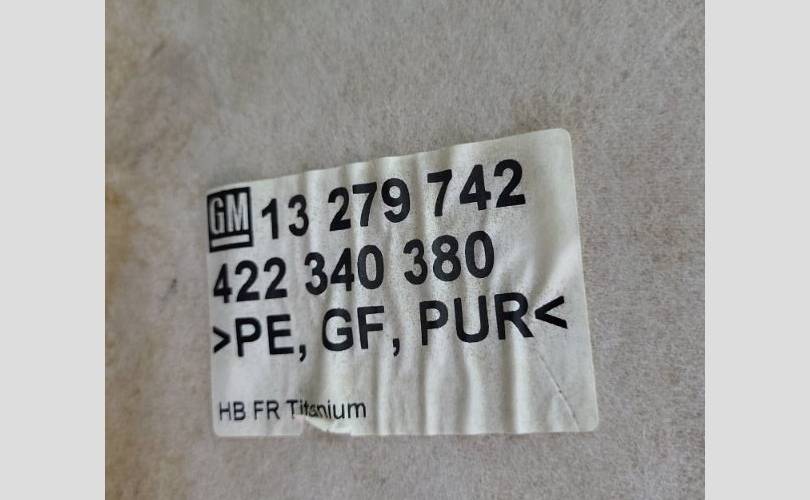 GM 13 279 742
422 340 380
>PE, GF, PUR<
HB FR Titanium